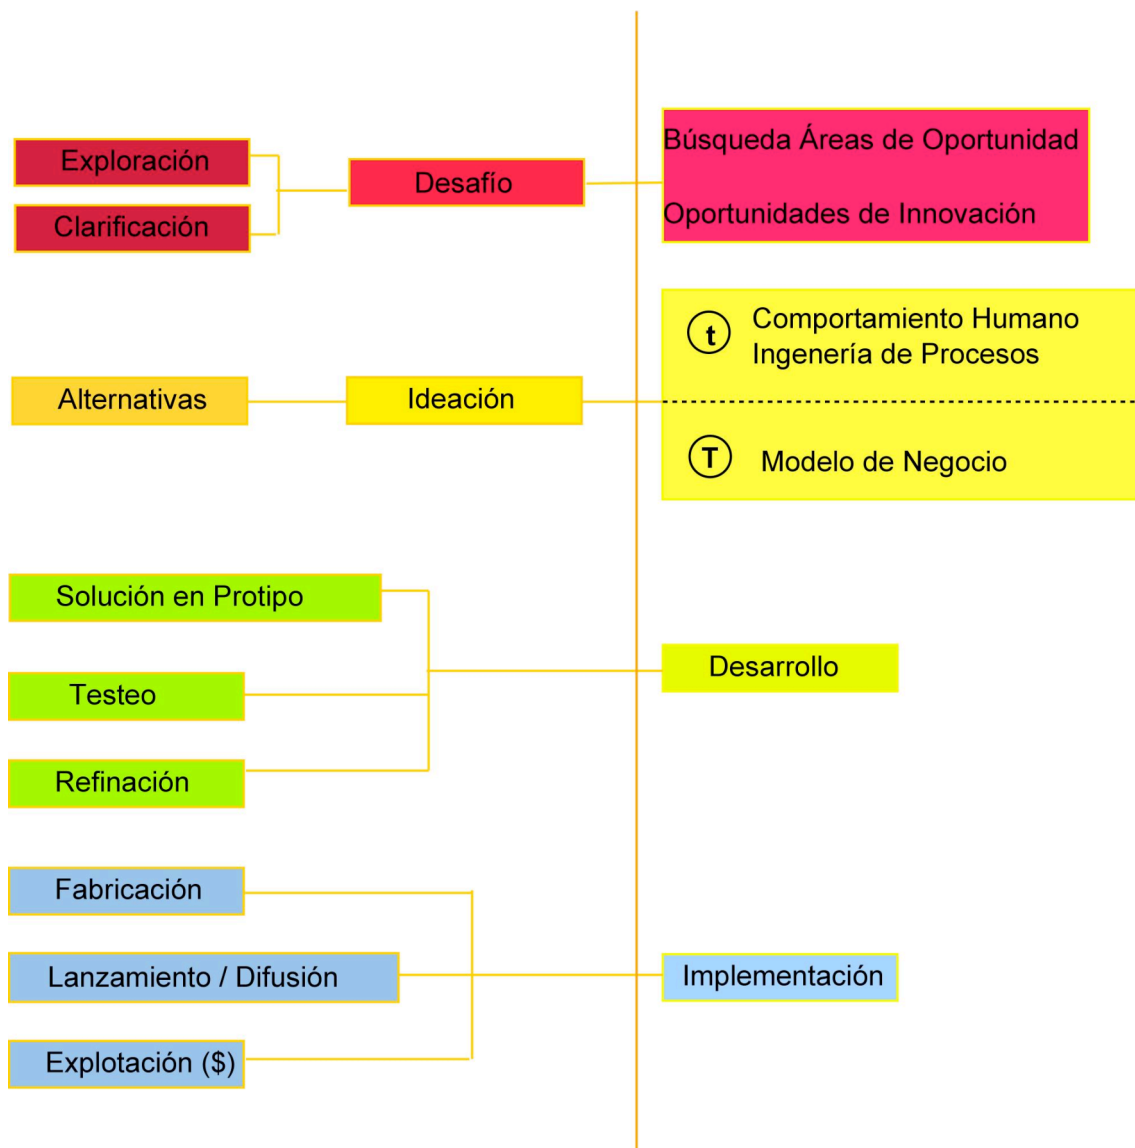 Exploración
Clarificación
Desafío
Búsqueda Áreas de Oportunidad
Oportunidades de Innovación
Alternativas
Ideación
t
Comportamiento Humano
Ingenería de Procesos
T
Modelo de Negocio
Solución en Protipo
Testeo
Refinación
Desarrollo
Fabricación
Lanzamiento / Difusión
Explotación ($)
Implementación